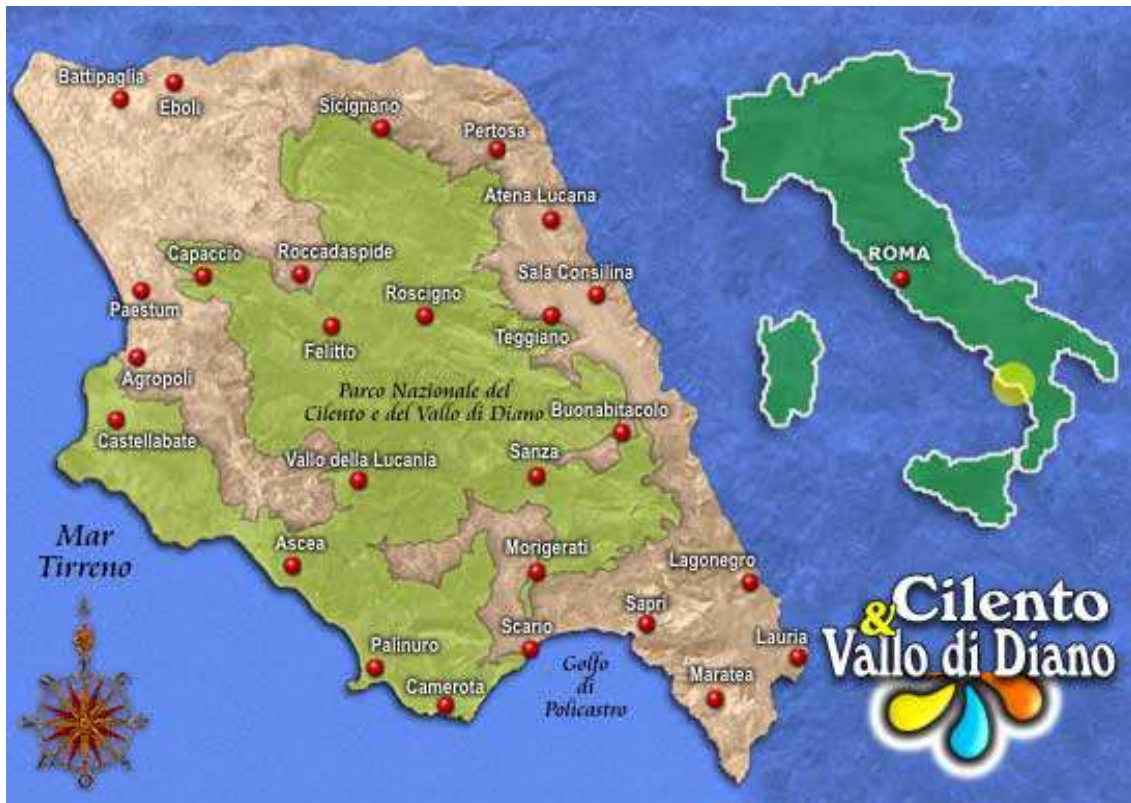 Battipaglia
Eboli
Sicignano
Pertosa
Atena Lucana
Capaccio
Roccadaspide
Sala Consilina
Paestum
Roscigno
Teggiano
Felitto
Agropoli
Parco Nazionale del
Cilento e del Vallo di Diano
Buonabitacolo
Castellabate
Vallo della Lucania
Sanza
Mar
Tirreno
Ascea
Morigerati
Lagonegro
Sapri
Scario
Lauria
Palinuro
Golfo
di
Policastro
Camerota
Maratea
ROMA
Cilento
&
Vallo di Diano